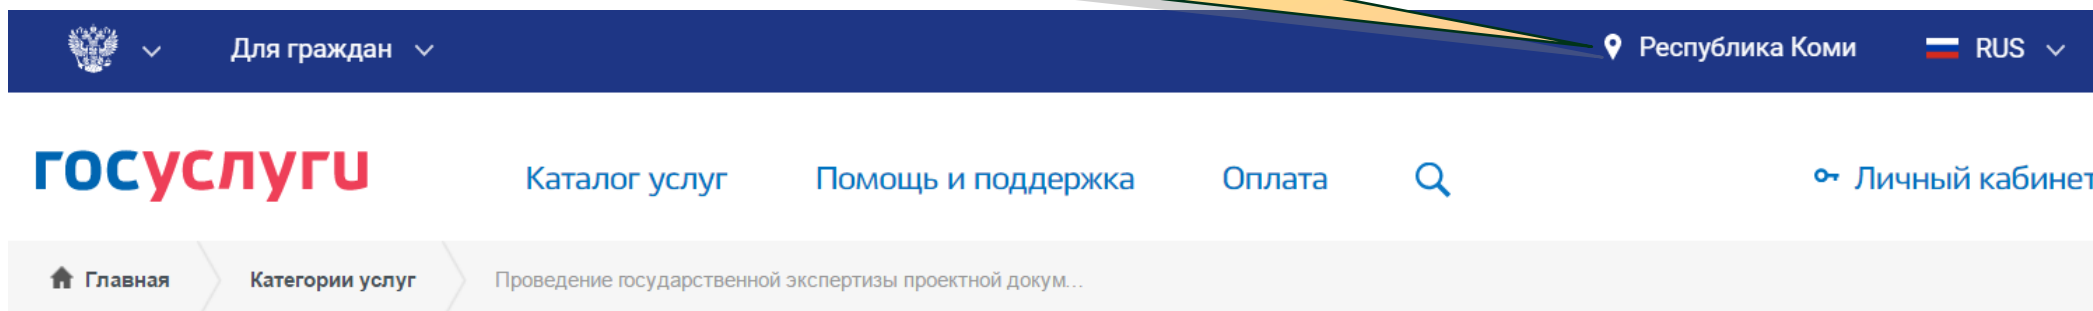 Для граждан Республика Коми RUS
госуслуги Каталог услуг Помощь и поддержка Оплата Личный кабинет
Главная Категории услуг Проведение государственной экспертизы проектной докум...